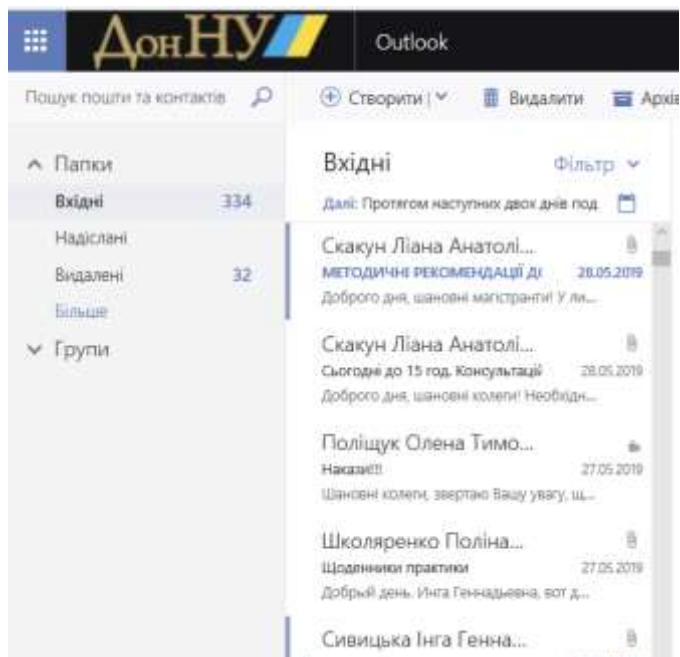 ДонНУ
Outlook
Пошук пошти та контактів
Створити
Видалити
Архів
Папки
Вхідні 334
Надіслані
Видалені 32
Більше
Групи
Вхідні
Фільтр
Далі: Протягом наступних двох днів под
Скакун Ліана Анатолі...
МЕТОДИЧНІ РЕКОМЕНДАЦІЇ ДІ 28.05.2019
Доброго дня, шановні магістранти! У ли...
Скакун Ліана Анатолі...
Сьогодні до 15 год. Консультації 28.05.2019
Доброго дня, шановні колеги! Необхідн...
Поліщук Олена Тимо...
Накази!!! 27.05.2019
Шановні колеги, звертаю Вашу увагу, щ...
Школяренко Поліна...
Щоденники практики 27.05.2019
Добрый день. Инга Геннадьевна, вот д...
Сивицька Інга Генна...